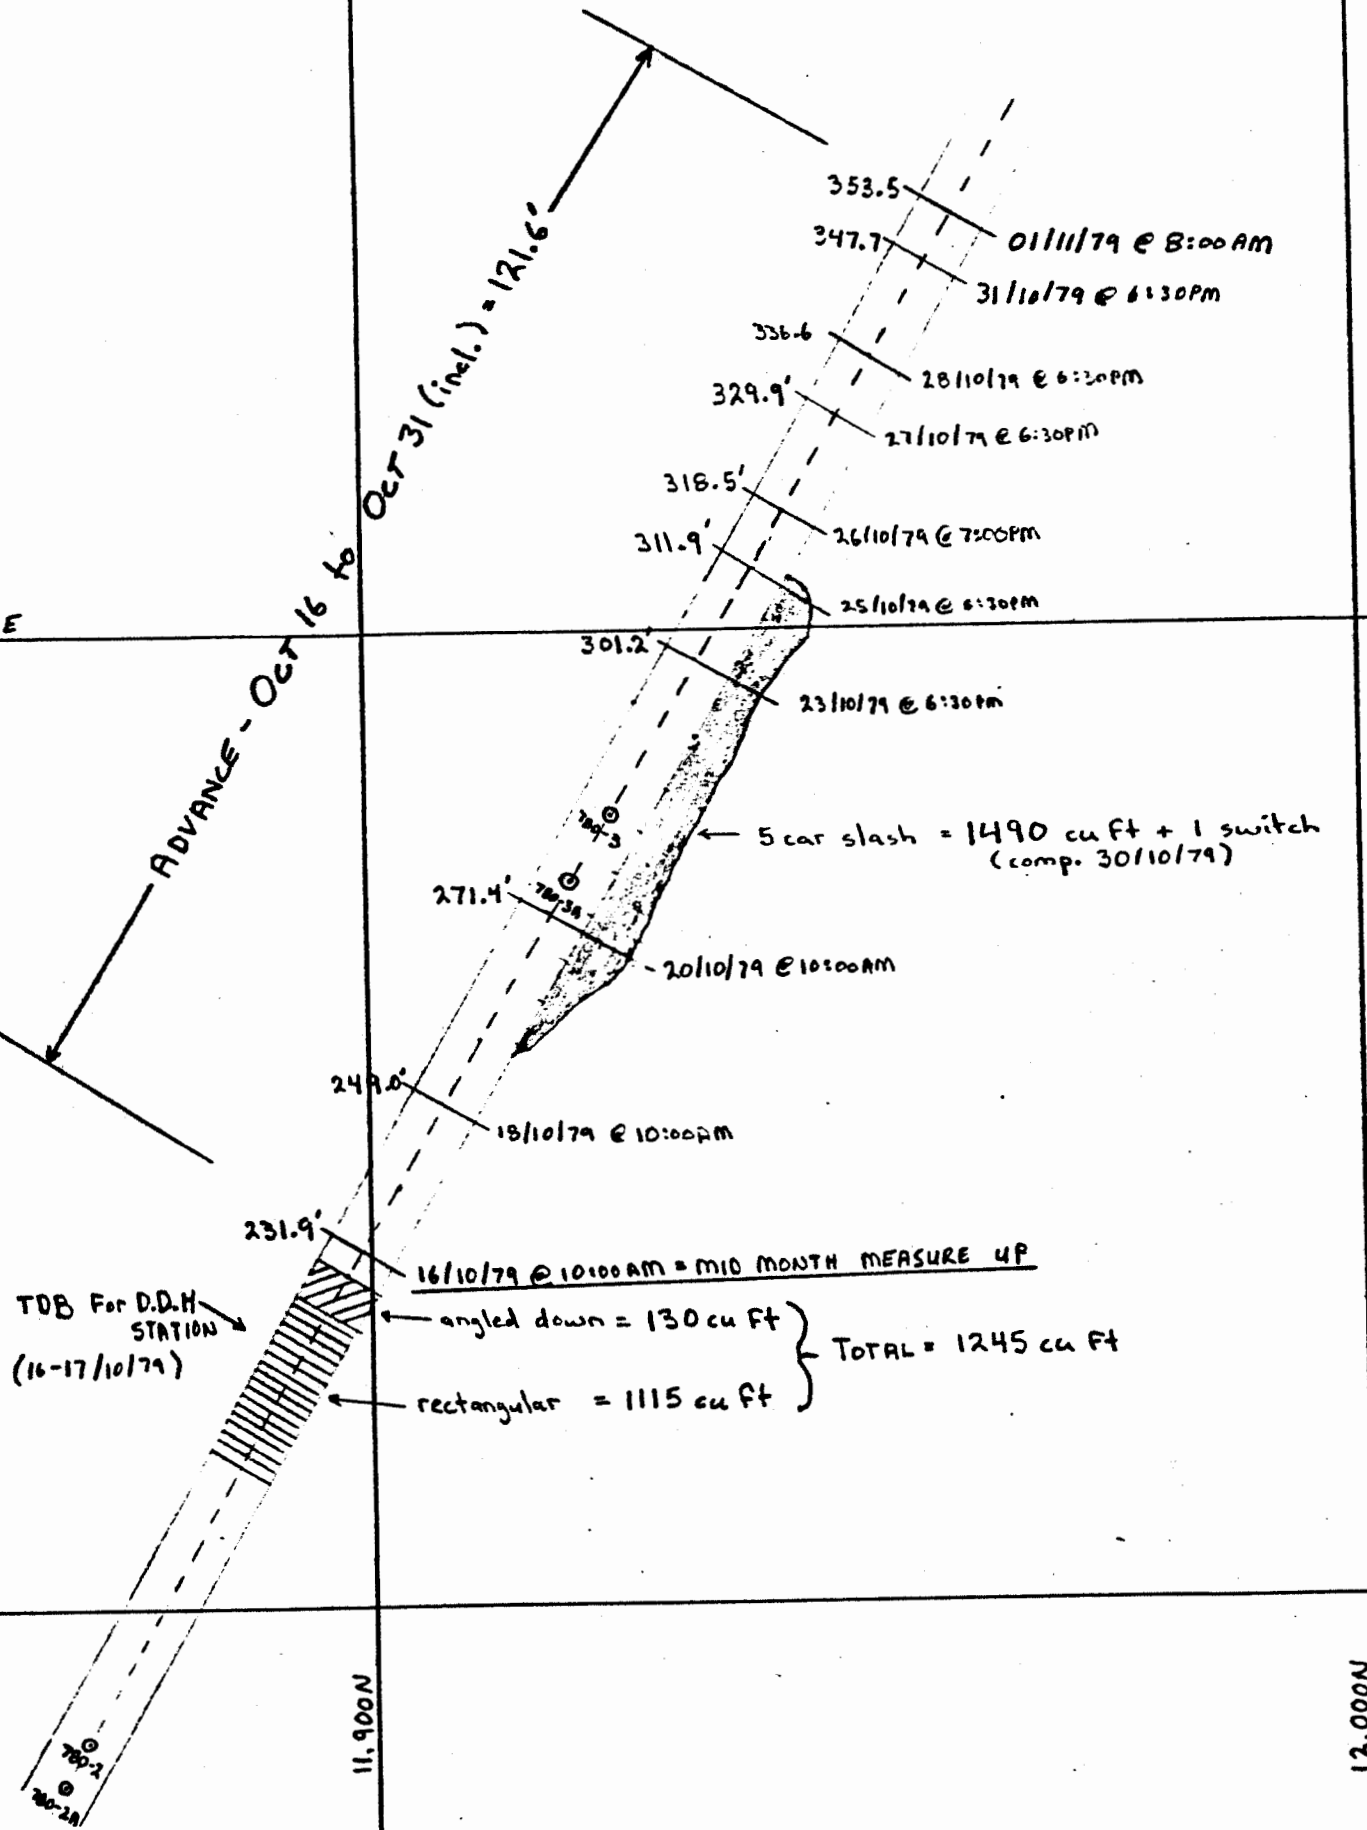 353.5
01/11/79 @ 8:00 AM
347.7
31/10/79 @ 6:30PM
336.6
28/10/79 @ 6:30PM
329.9'
27/10/79 @ 6:30PM
318.5'
26/10/79 @ 7:00PM
311.9'
25/10/79 @ 6:30PM
ADVANCE - OCT 16 to OCT 31 (incl.) = 121.6'
E
301.2'
23/10/79 @ 6:30PM
780-3
5 car slash = 1490 cu ft + 1 switch
(comp. 30/10/79)
780-3A
271.4'
20/10/79 @ 10:00AM
249.0'
18/10/79 @ 10:00AM
231.9'
16/10/79 @ 10:00AM = MID MONTH MEASURE UP
TDB For D.D.H
STATION
(16-17/10/79)
angled down = 130 cu Ft
TOTAL = 1245 cu Ft
rectangular = 1115 cu Ft
11,900N
12,000N
780-2
780-2A